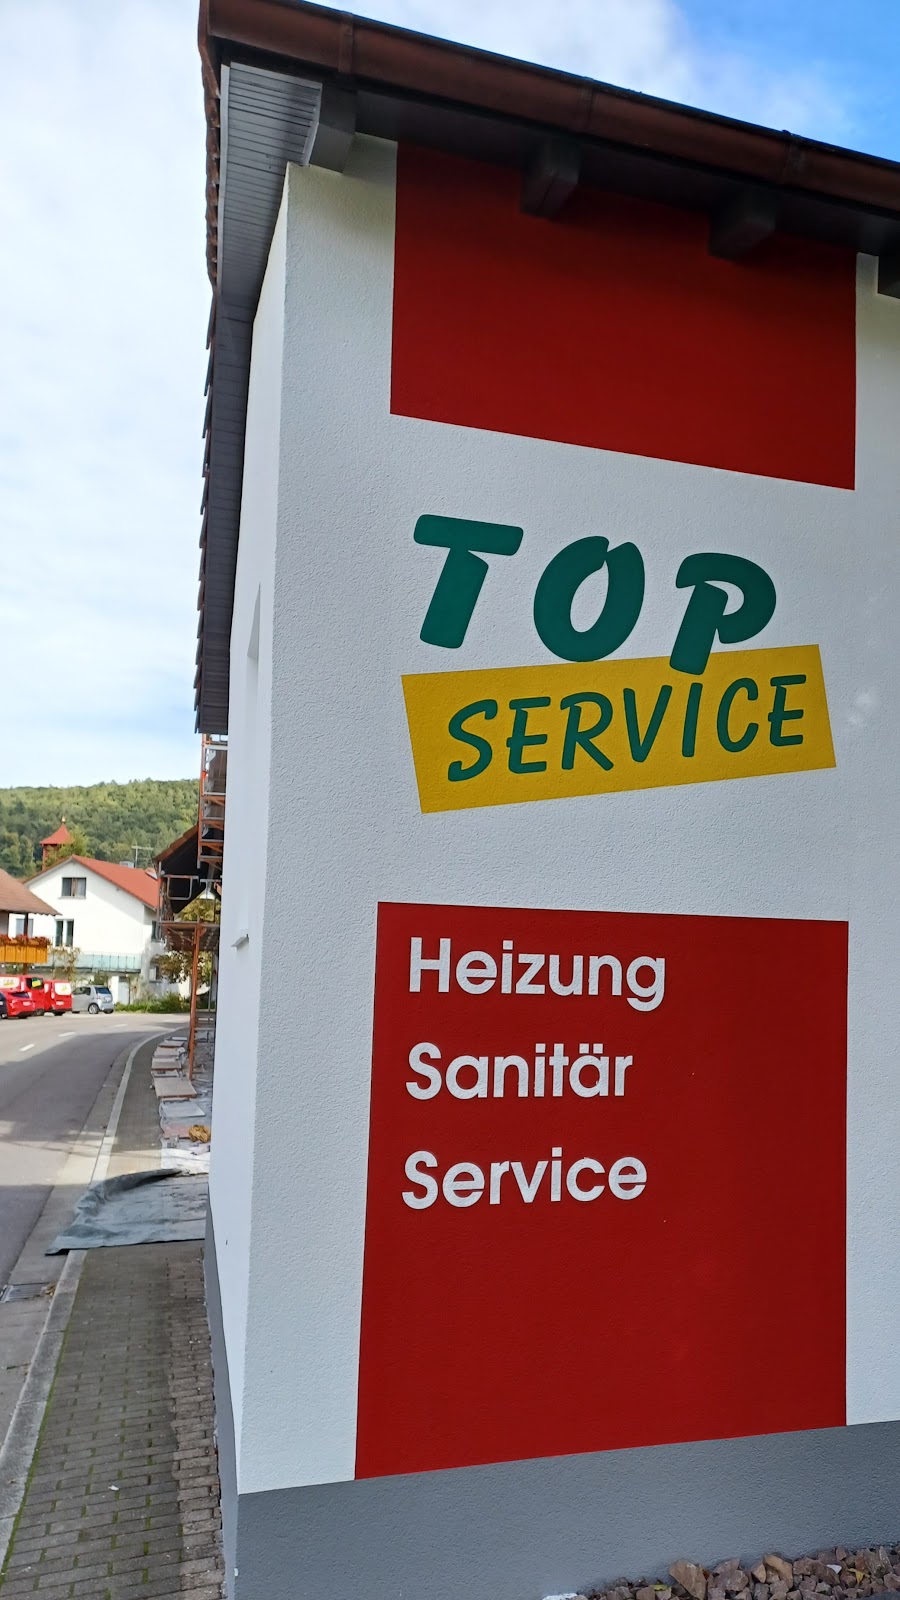 TOP
SERVICE
Heizung
Sanitär
Service